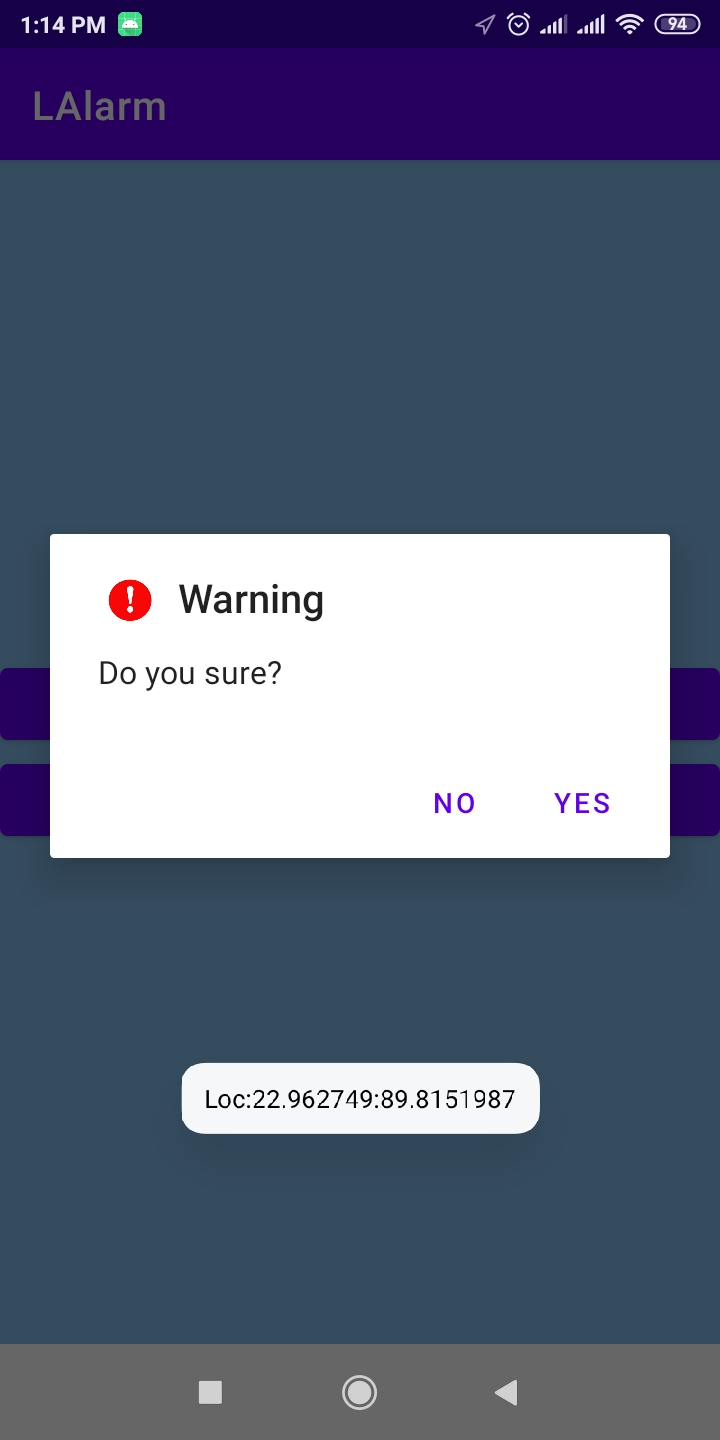 1:14 PM
94
LAlarm
Warning
Do you sure?
NO YES
Loc:22.962749:89.8151987